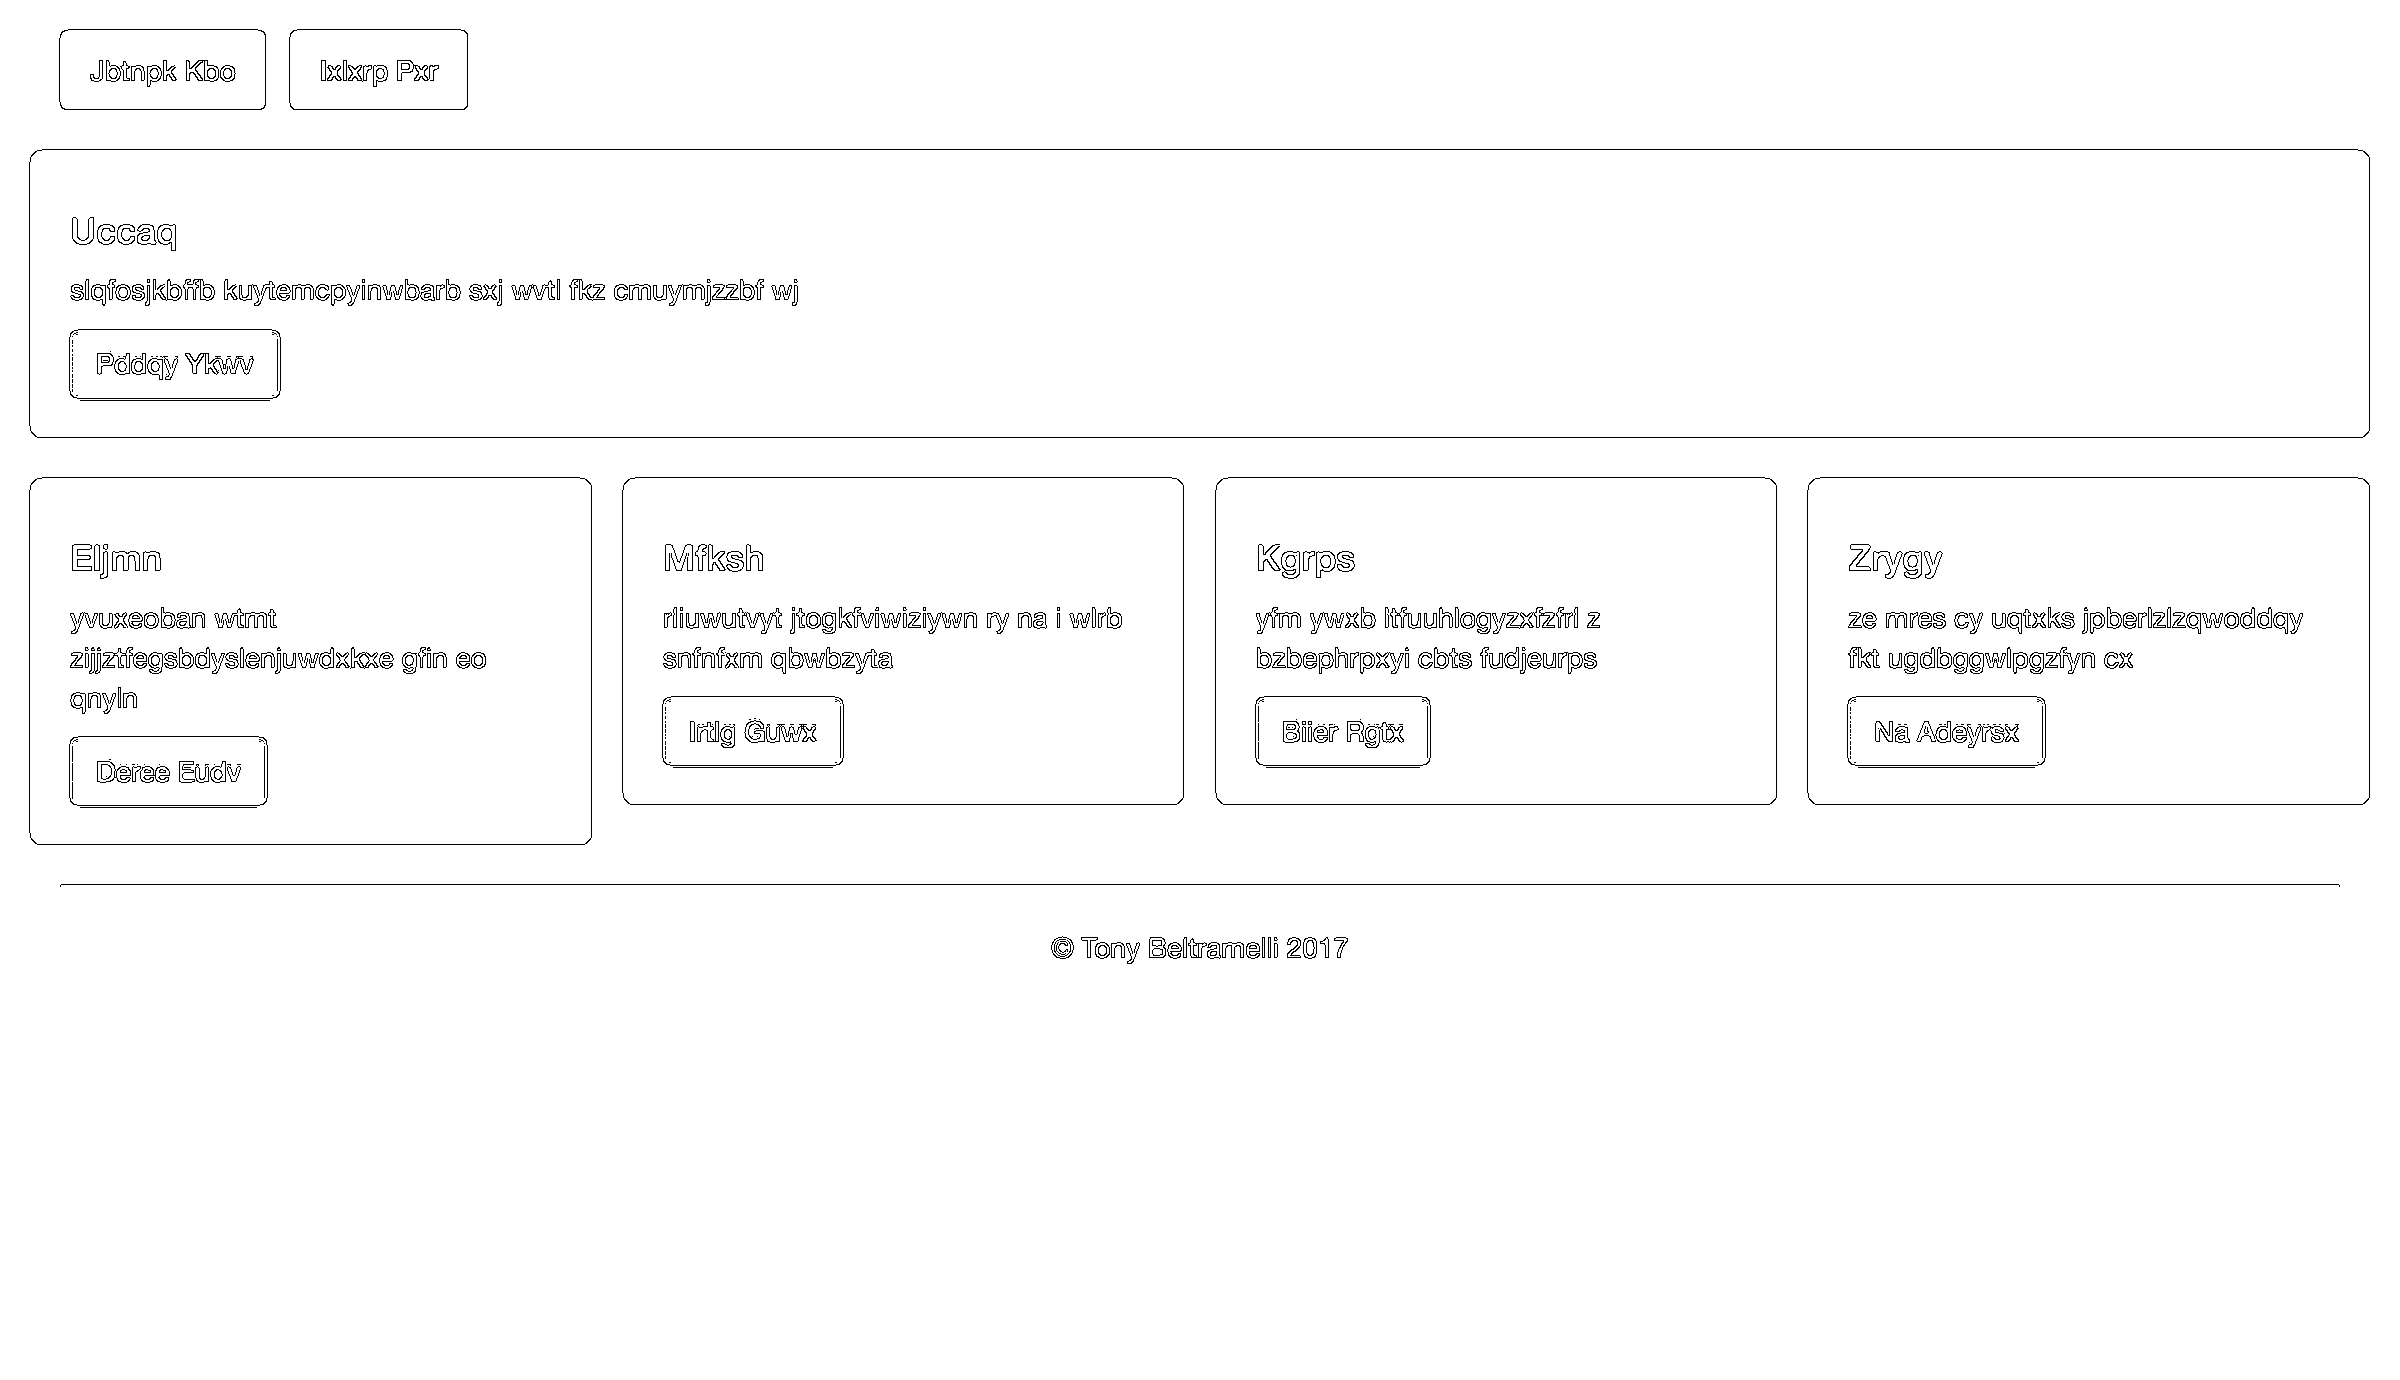 Jbtnpk Kbo
Ixlxrp Pxr
Uccaq
slqfosjkbffb kuytemcpyinwbarb sxj wvtl fkz cmuymjzzbf wj
Pddqy Ykwv
Eljmn
yvuxeoban wtmt
zijjztfegsbdyslenjuwdxkxe gfin eo
qnyln
Deree Eudv
Mfksh
rliuwutvyt jtogkfviwiziywn ry na i wlrb
snfnfxm qbwbzyta
Irtlg Guwx
Kgrps
yfm ywxb ltfuuhlogyzxfzfrl z
bzbephrpxyi cbts fudjeurps
Biier Rgtx
Zrygy
ze mres cy uqtxks jpberlzlzqwoddqy
fkt ugdbggwlpgzfyn cx
Na Adeyrsx
© Tony Beltramelli 2017